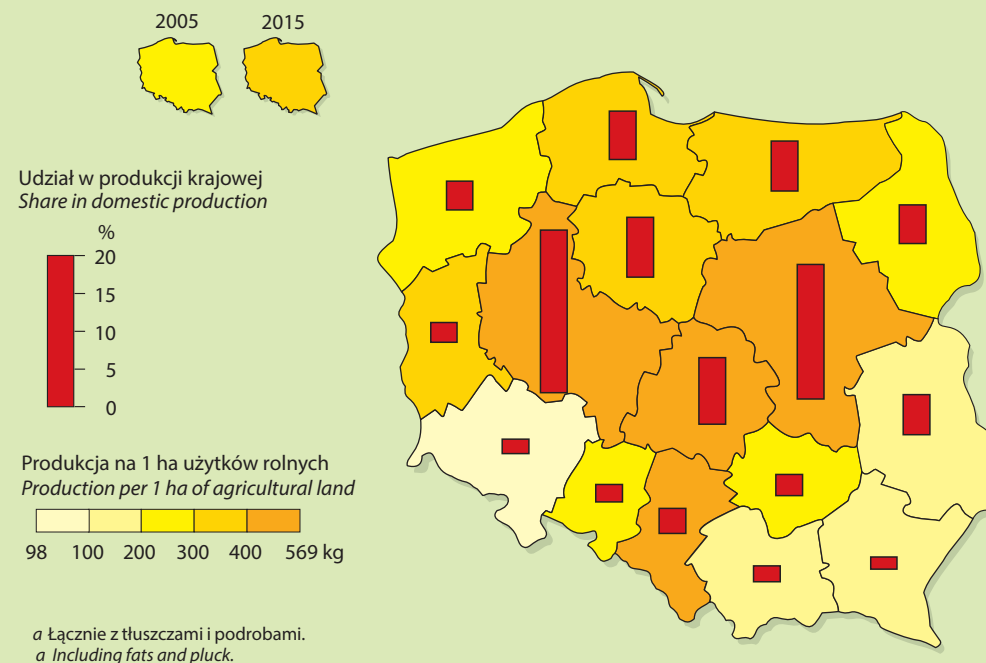 2005 2015
Udział w produkcji krajowej
Share in domestic production
%
20
15
10
5
0
Produkcja na 1 ha użytków rolnych
Production per 1 ha of agricultural land
98 100 200 300 400 569 kg
a Łącznie z tłuszczami i podrobami.
a Including fats and pluck.